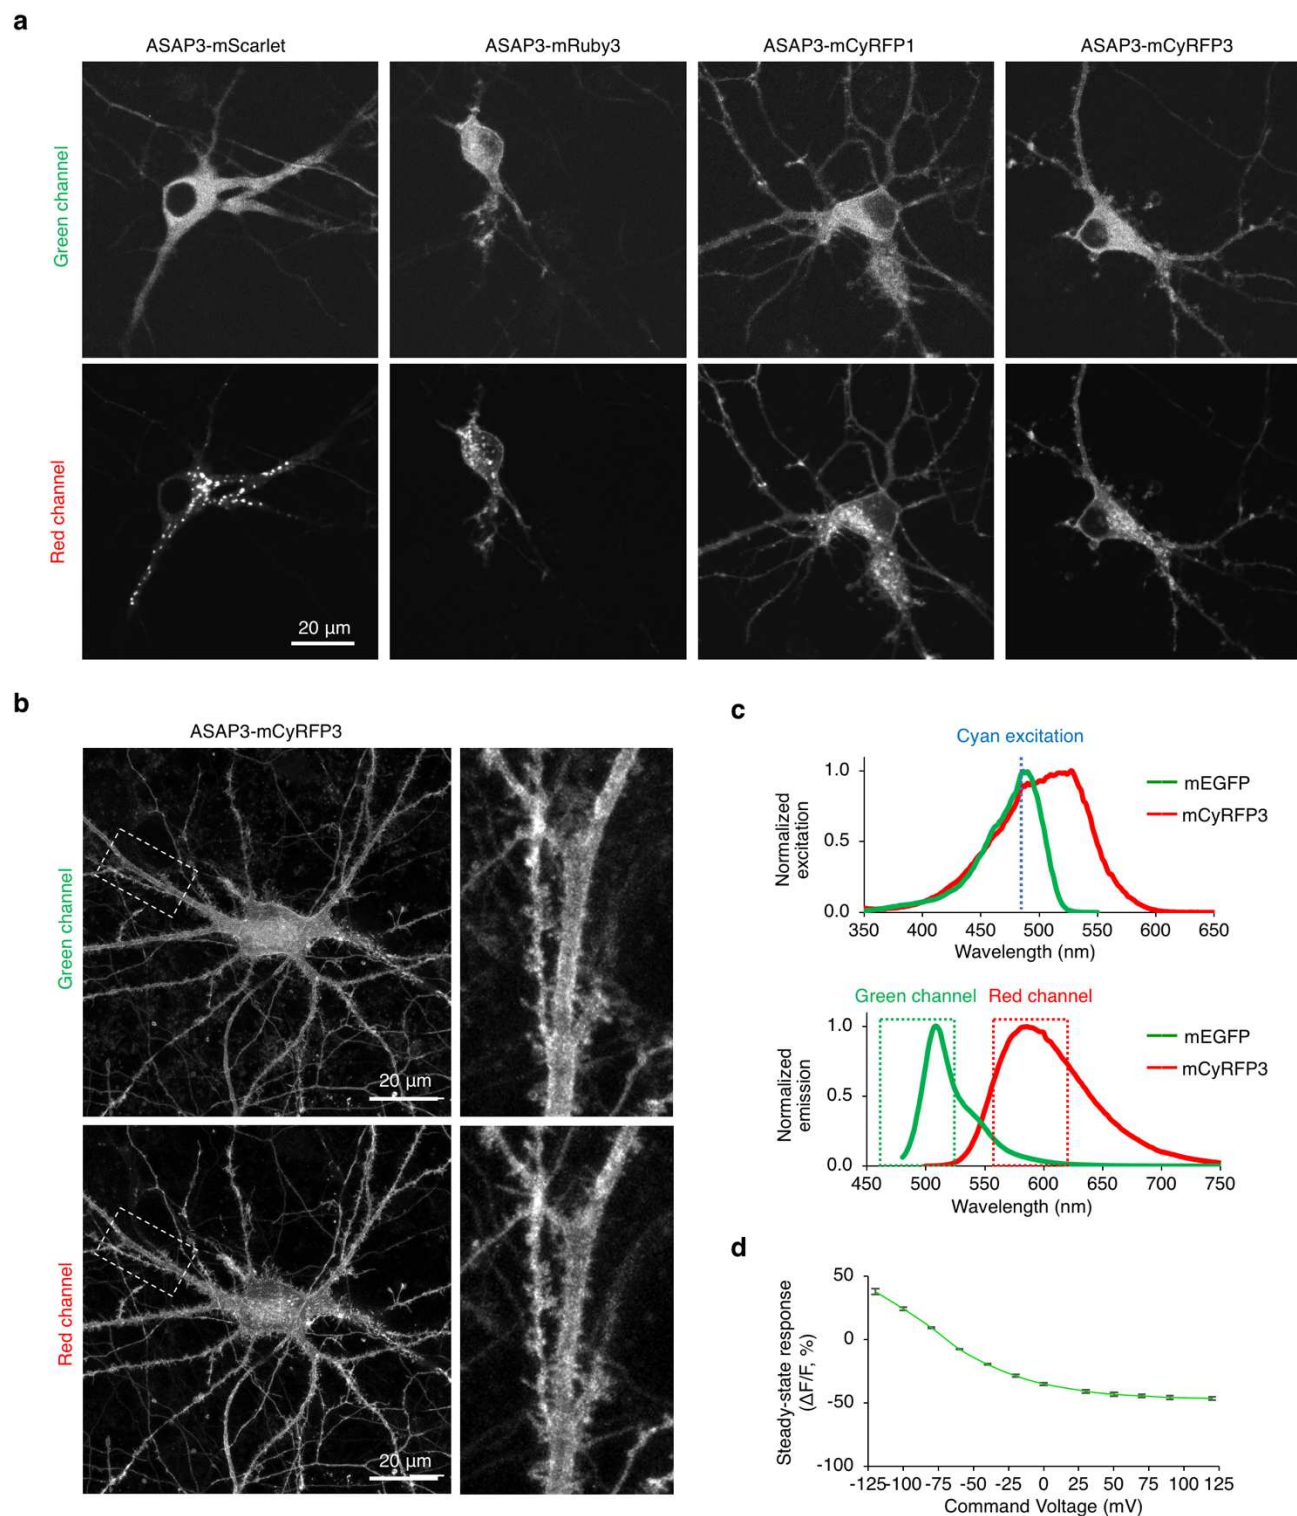 a
ASAP3-mScarlet
ASAP3-mRuby3
ASAP3-mCyRFP1
ASAP3-mCyRFP3
Green channel
Red channel
20 µm
b
ASAP3-mCyRFP3
Green channel
20 µm
Red channel
20 µm
c
Cyan excitation
1.0
0.5
0.0
Normalized
excitation
mEGFP
mCyRFP3
350 400 450 500 550 600 650
Wavelength (nm)
Green channel
Red channel
1.0
0.5
0.0
Normalized
emission
mEGFP
mCyRFP3
450 500 550 600 650 700 750
Wavelength (nm)
d
50
0
-50
-100
Steady-state response
(ΔF/F, %)
-125 -100 -75 -50 -25 0 25 50 75 100 125
Command Voltage (mV)